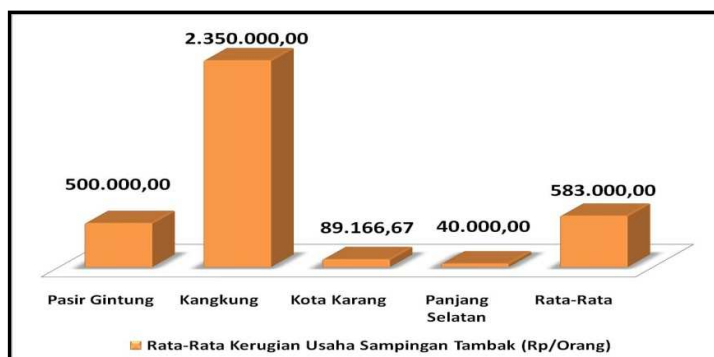 2.350.000,00
500.000,00
89.166,67
40.000,00
583.000,00
Pasir Gintung
Kangkung
Kota Karang
Panjang
Selatan
Rata-Rata
Rata-Rata Kerugian Usaha Sampingan Tambak (Rp/Orang)